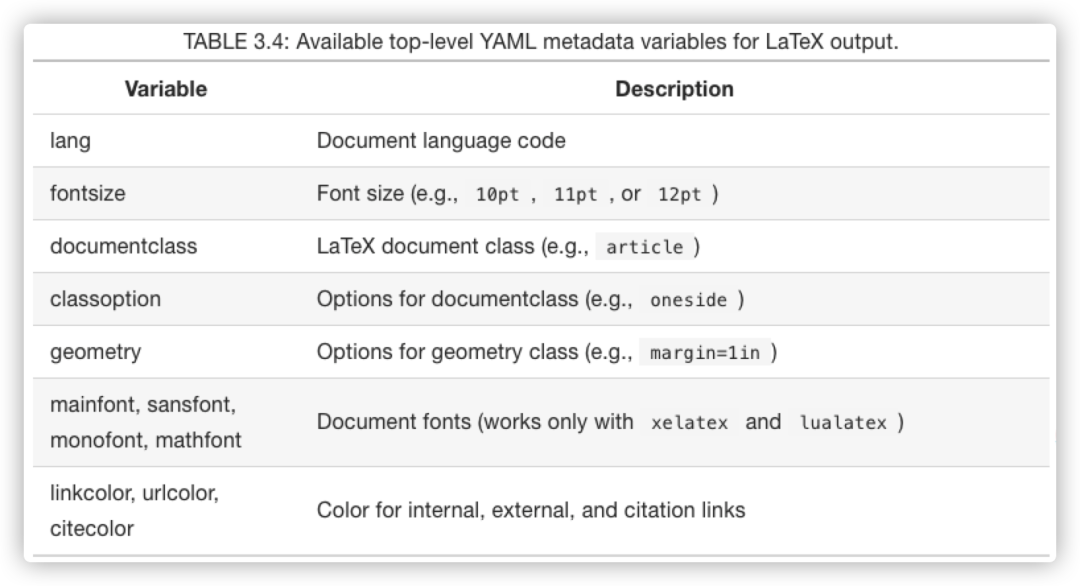 TABLE 3.4: Available top-level YAML metadata variables for LaTeX output.
Variable Description
lang Document language code
fontsize Font size (e.g., 10pt , 11pt , or 12pt )
documentclass LaTeX document class (e.g., article )
classoption Options for documentclass (e.g., oneside )
geometry Options for geometry class (e.g., margin=1in )
mainfont, sansfont,
monofont, mathfont
Document fonts (works only with xelatex and lualatex )
linkcolor, urlcolor,
citecolor
Color for internal, external, and citation links